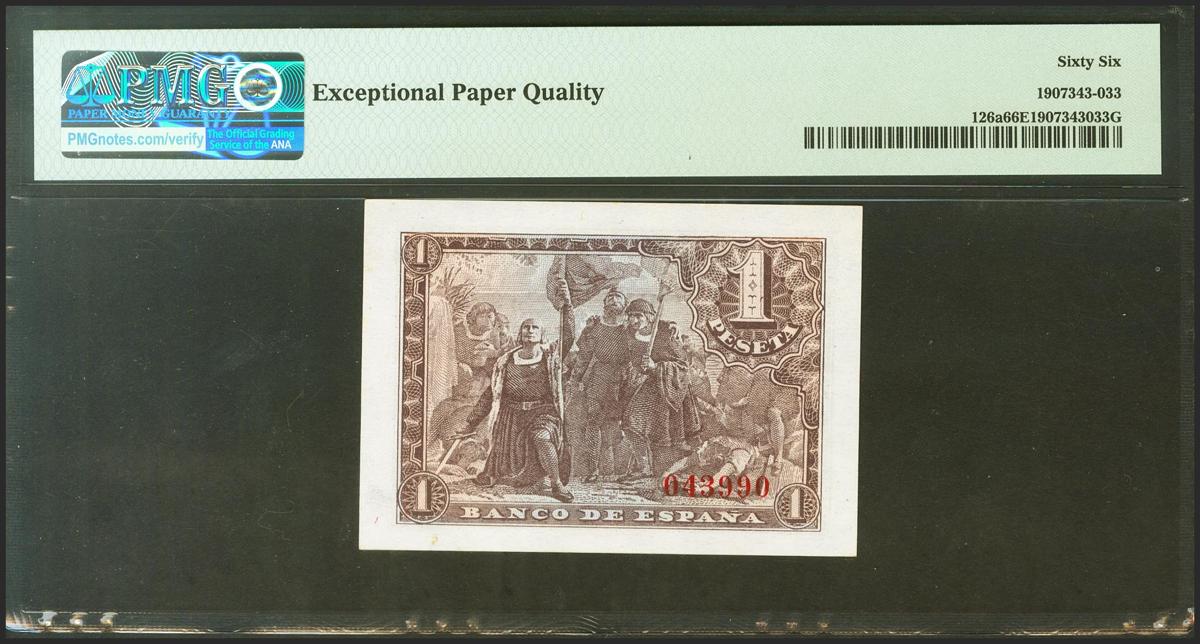 PMG
PAPER MONEY GUARANTY
PMGnotes.com/verify
The Official Grading
Service of the ANA
Exceptional Paper Quality
Sixty Six
1907343-033
126a66E1907343033G
1
1
PESETA
043990
1
BANCO DE ESPAÑA
1